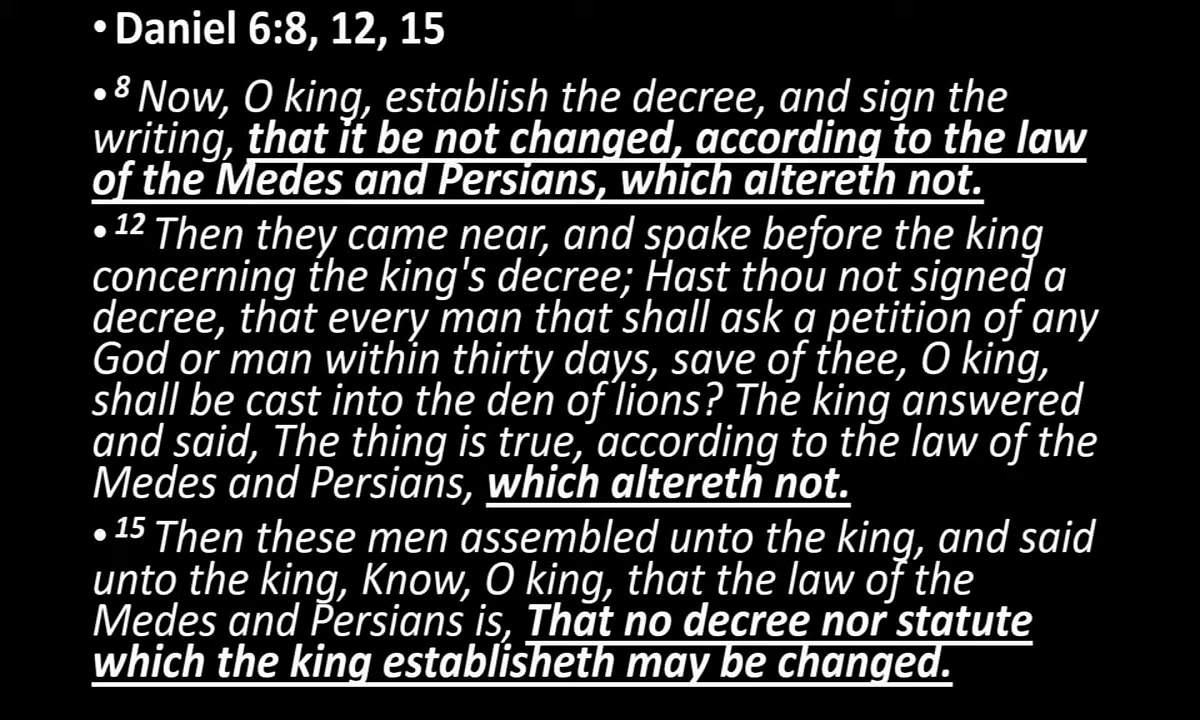 • Daniel 6:8, 12, 15
• 8 Now, O king, establish the decree, and sign the
writing, that it be not changed, according to the law
of the Medes and Persians, which altereth not.
• 12 Then they came near, and spake before the king
concerning the king's decree; Hast thou not signed a
decree, that every man that shall ask a petition of any
God or man within thirty days, save of thee, O king,
shall be cast into the den of lions? The king answered
and said, The thing is true, according to the law of the
Medes and Persians, which altereth not.
• 15 Then these men assembled unto the king, and said
unto the king, Know, O king, that the law of the
Medes and Persians is, That no decree nor statute
which the king establisheth may be changed.